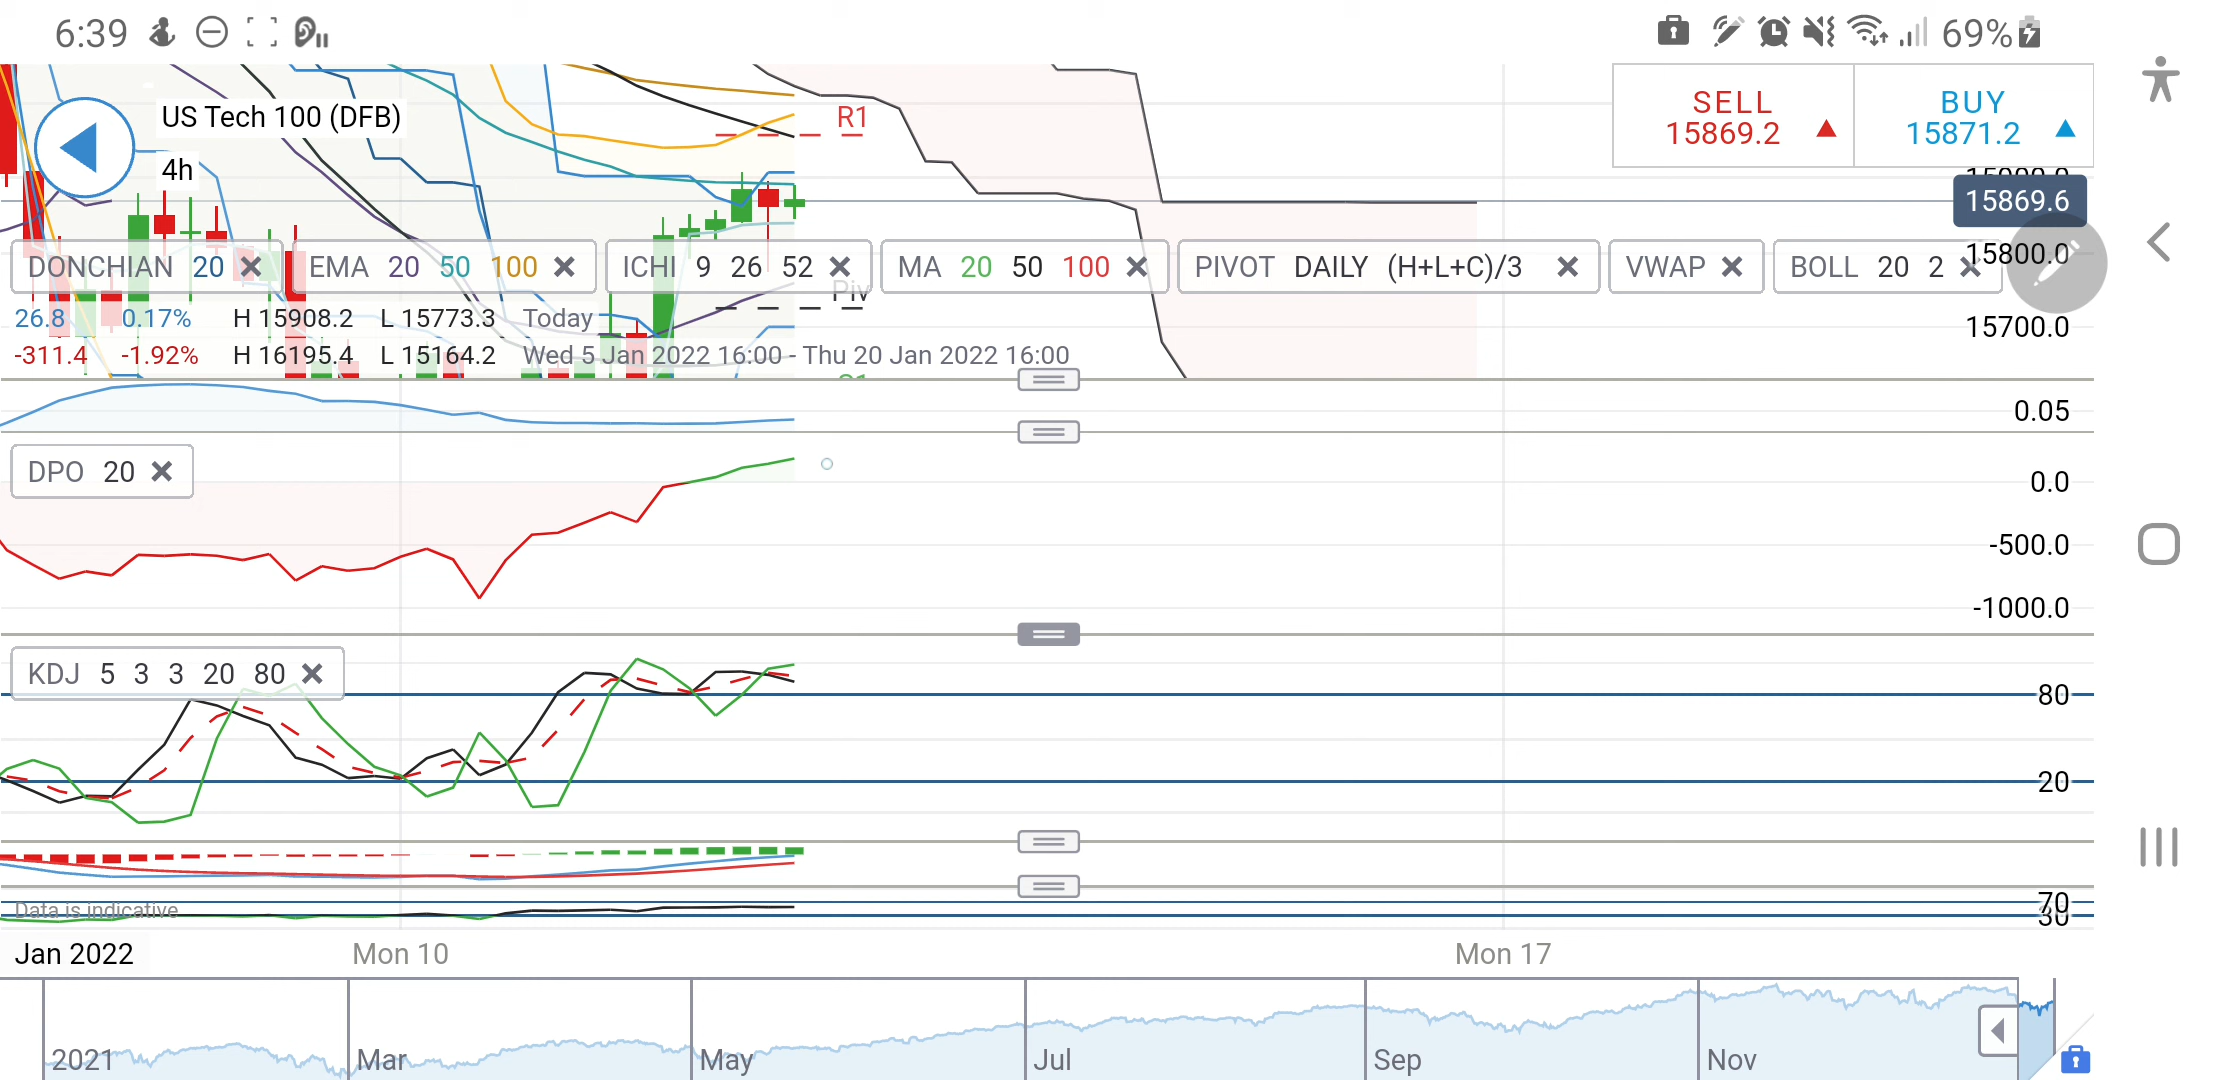 6:39
69%
US Tech 100 (DFB)
4h
R1
SELL
15869.2
BUY
15871.2
15869.6
DONCHIAN 20
EMA 20 50 100
ICHI 9 26 52
MA 20 50 100
PIVOT DAILY (H+L+C)/3
VWAP
BOLL 20 2
15800.0
Piv
26.8 0.17% H 15908.2 L 15773.3 Today
15700.0
-311.4 -1.92% H 16195.4 L 15164.2 Wed 5 Jan 2022 16:00 - Thu 20 Jan 2022 16:00
0.05
DPO 20
0.0
-500.0
-1000.0
KDJ 5 3 3 20 80
80
20
Data is indicative
70
30
Jan 2022
Mon 10
Mon 17
2021
Mar
May
Jul
Sep
Nov